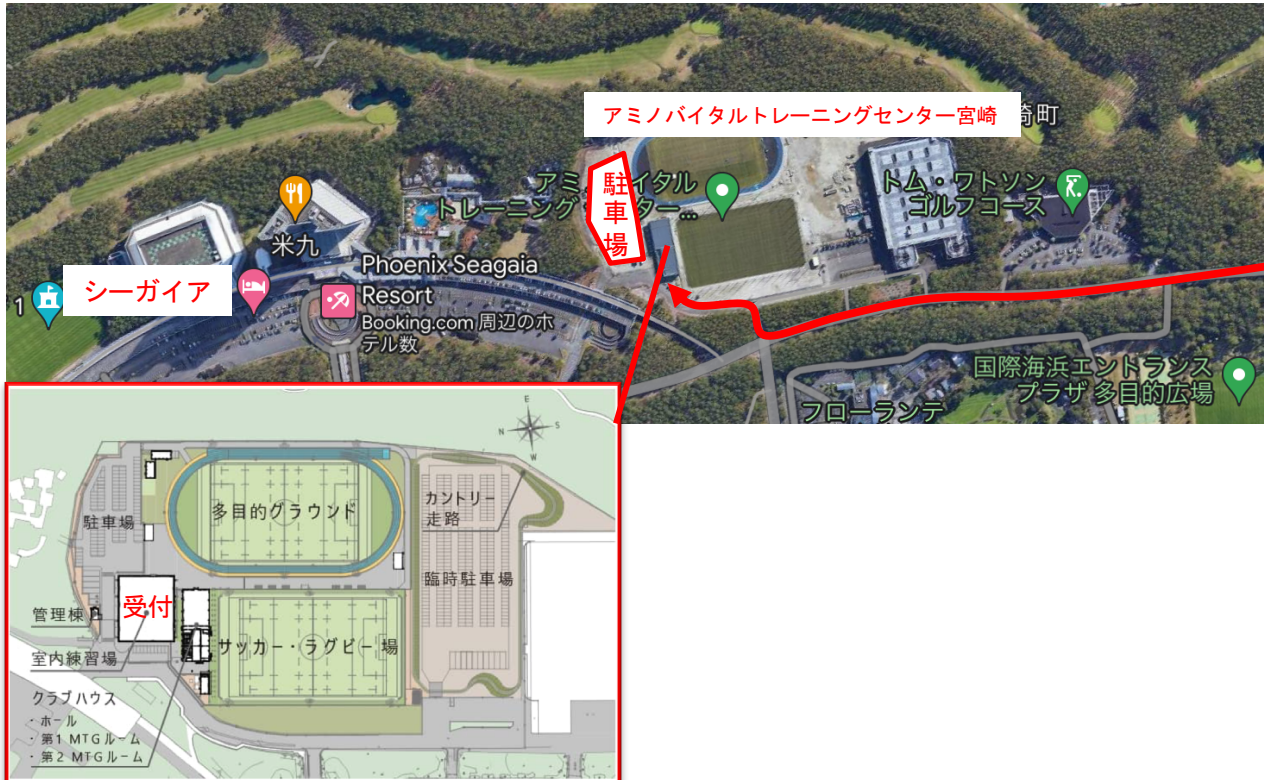 アミノバイタルトレーニングセンター宮崎
崎町
アミ
イタル
トレーニング
ター...
駐
車
場
トム・ワトソン
ゴルフコース
米九
シーガイア
1
Phoenix Seagaia
Resort
Booking.com 周辺のホ
テル数
国際海浜エントランス
プラザ 多目的広場
フローランテ
E
N
S
W
多目的グラウンド
カントリー
走路
駐車場
臨時駐車場
管理棟
受付
サッカー・ラグビー場
室内練習場
クラブハウス
・ホール
・第1 MTGルーム
・第2 MTGルーム